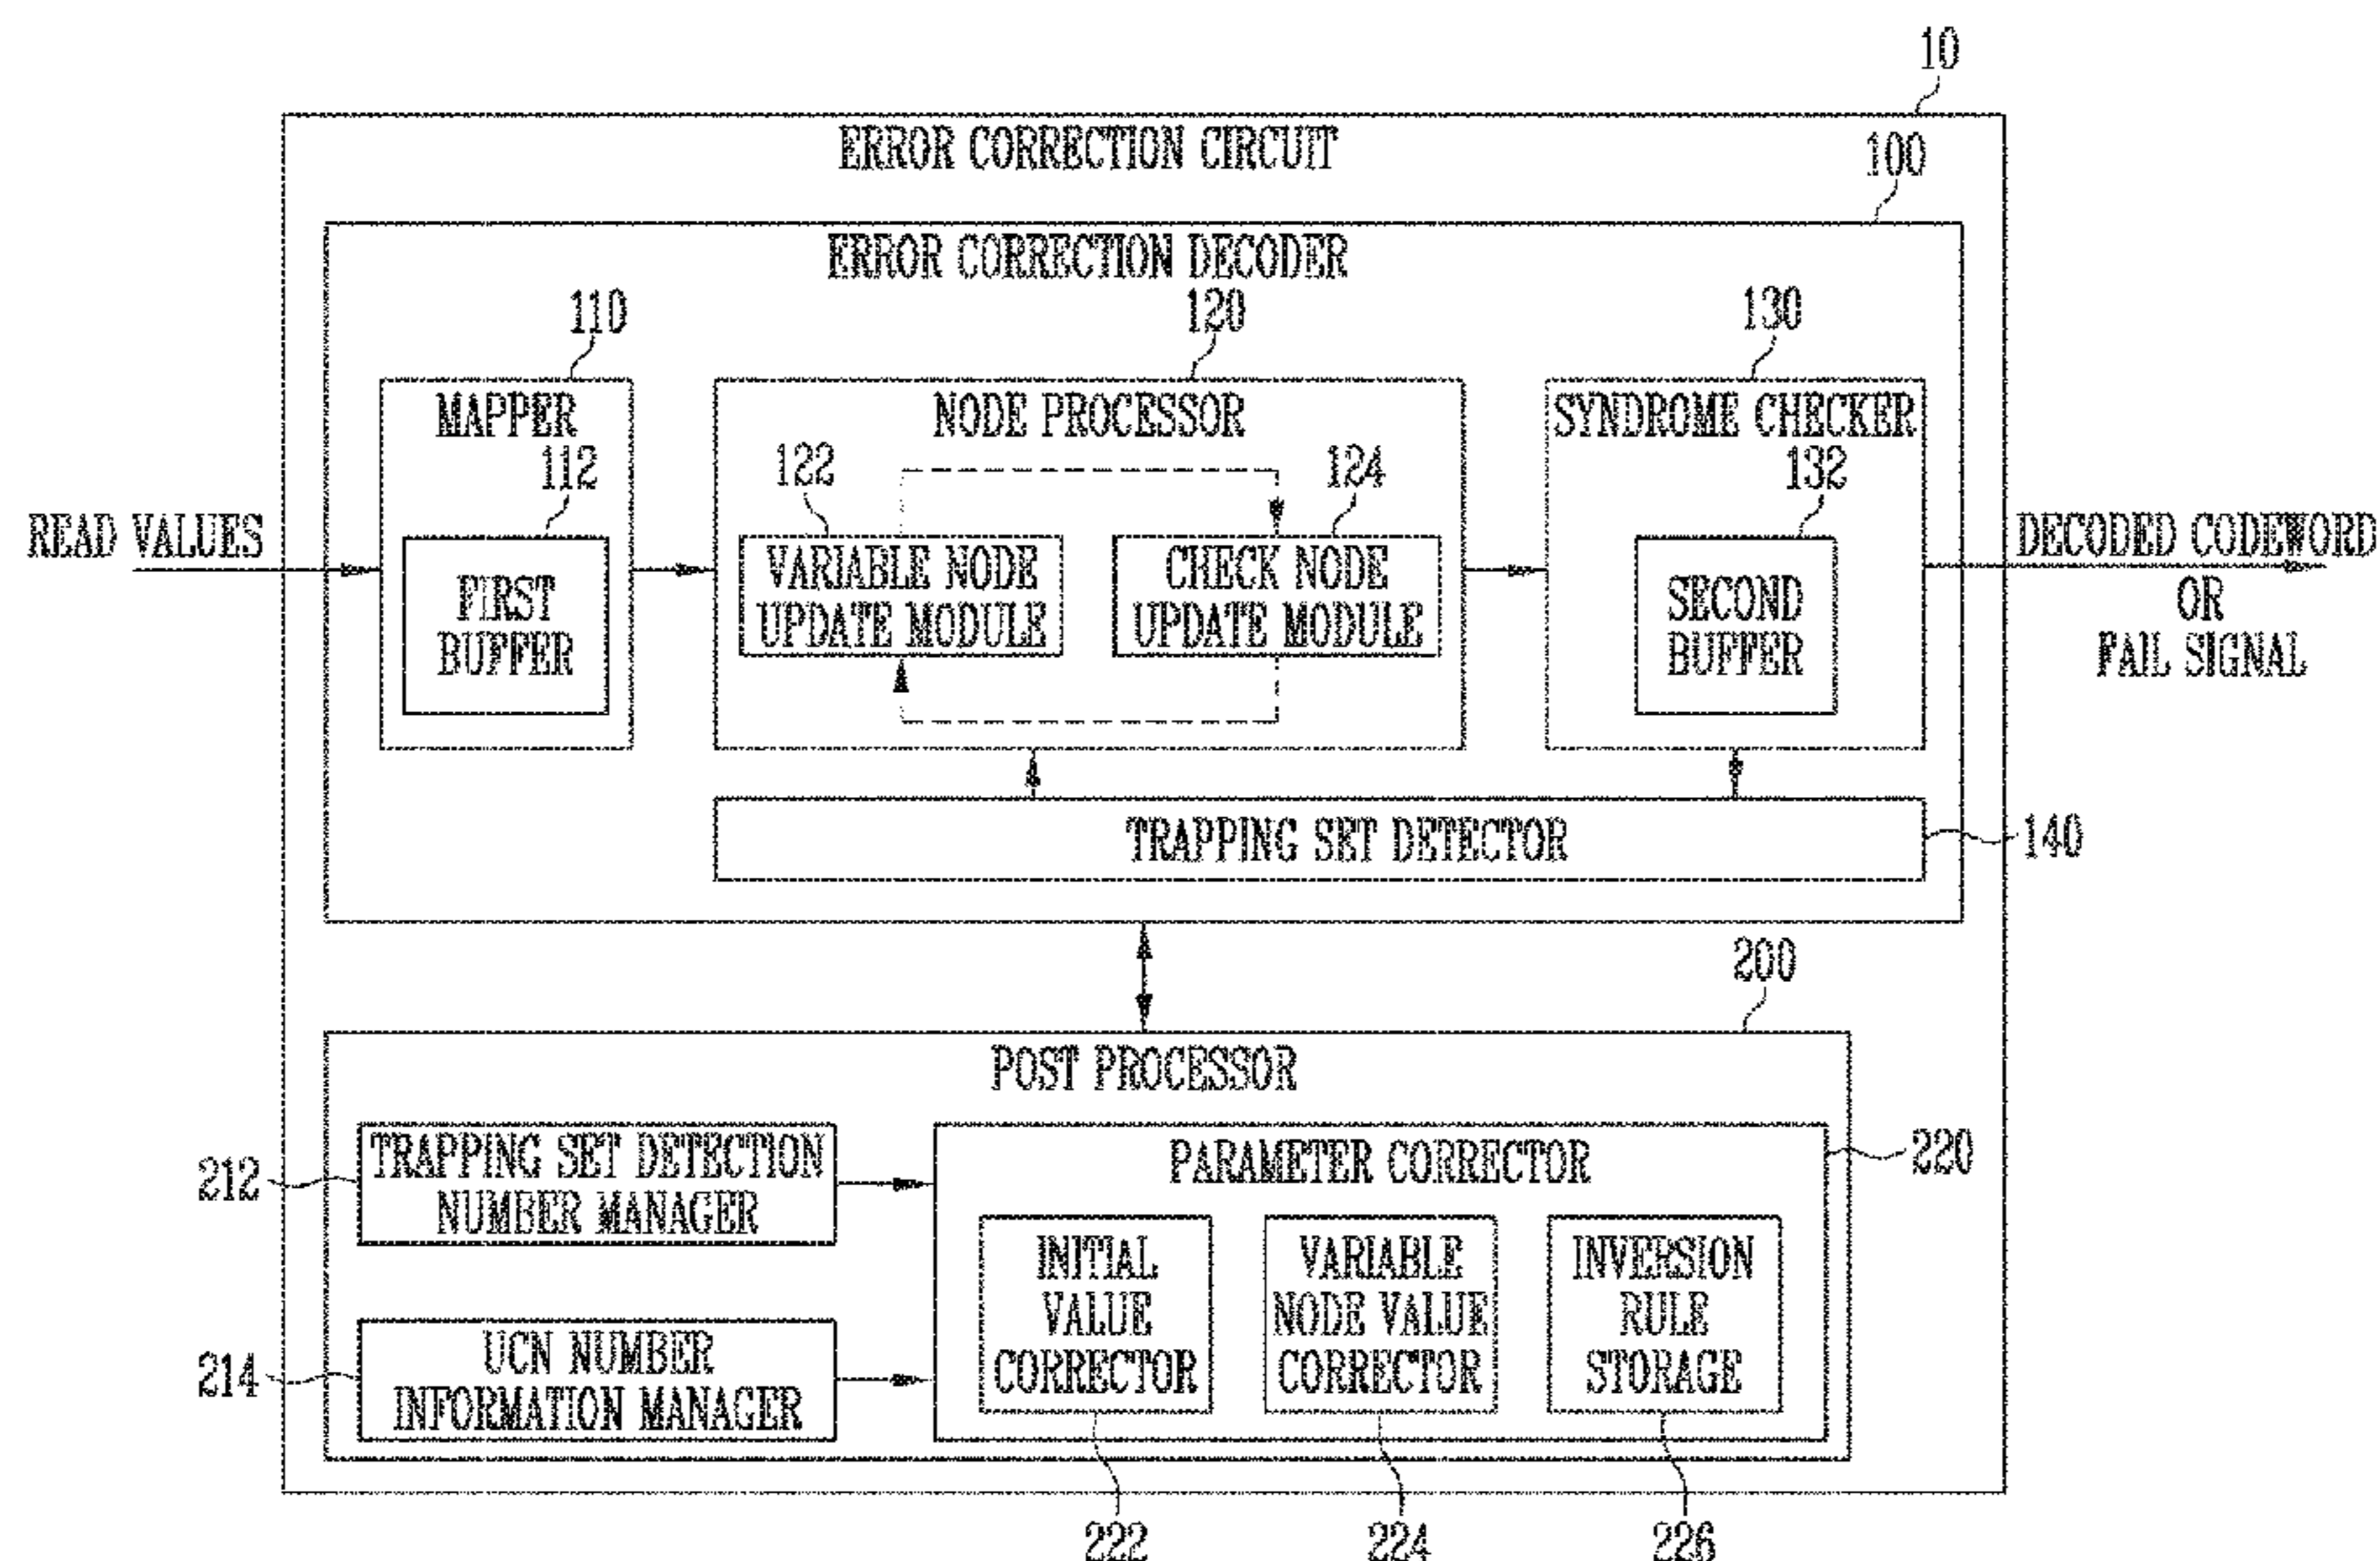 10
ERROR CORRECTION CIRCUIT
100
ERROR CORRECTION DECODER
110
120
130
MAPPER
NODE PROCESSOR
SYNDROME CHECKER
112
122
124
132
READ VALUES
FIRST
BUFFER
VARIABLE NODE
UPDATE MODULE
CHECK NODE
UPDATE MODULE
SECOND
BUFFER
DECODED CODEWORD
OR
FAIL SIGNAL
TRAPPING SET DETECTOR
140
200
POST PROCESSOR
212
TRAPPING SET DETECTION
NUMBER MANAGER
PARAMETER CORRECTOR
220
214
UCN NUMBER
INFORMATION MANAGER
INITIAL
VALUE
CORRECTOR
VARIABLE
NODE VALUE
CORRECTOR
INVERSION
RULE
STORAGE
222
224
226